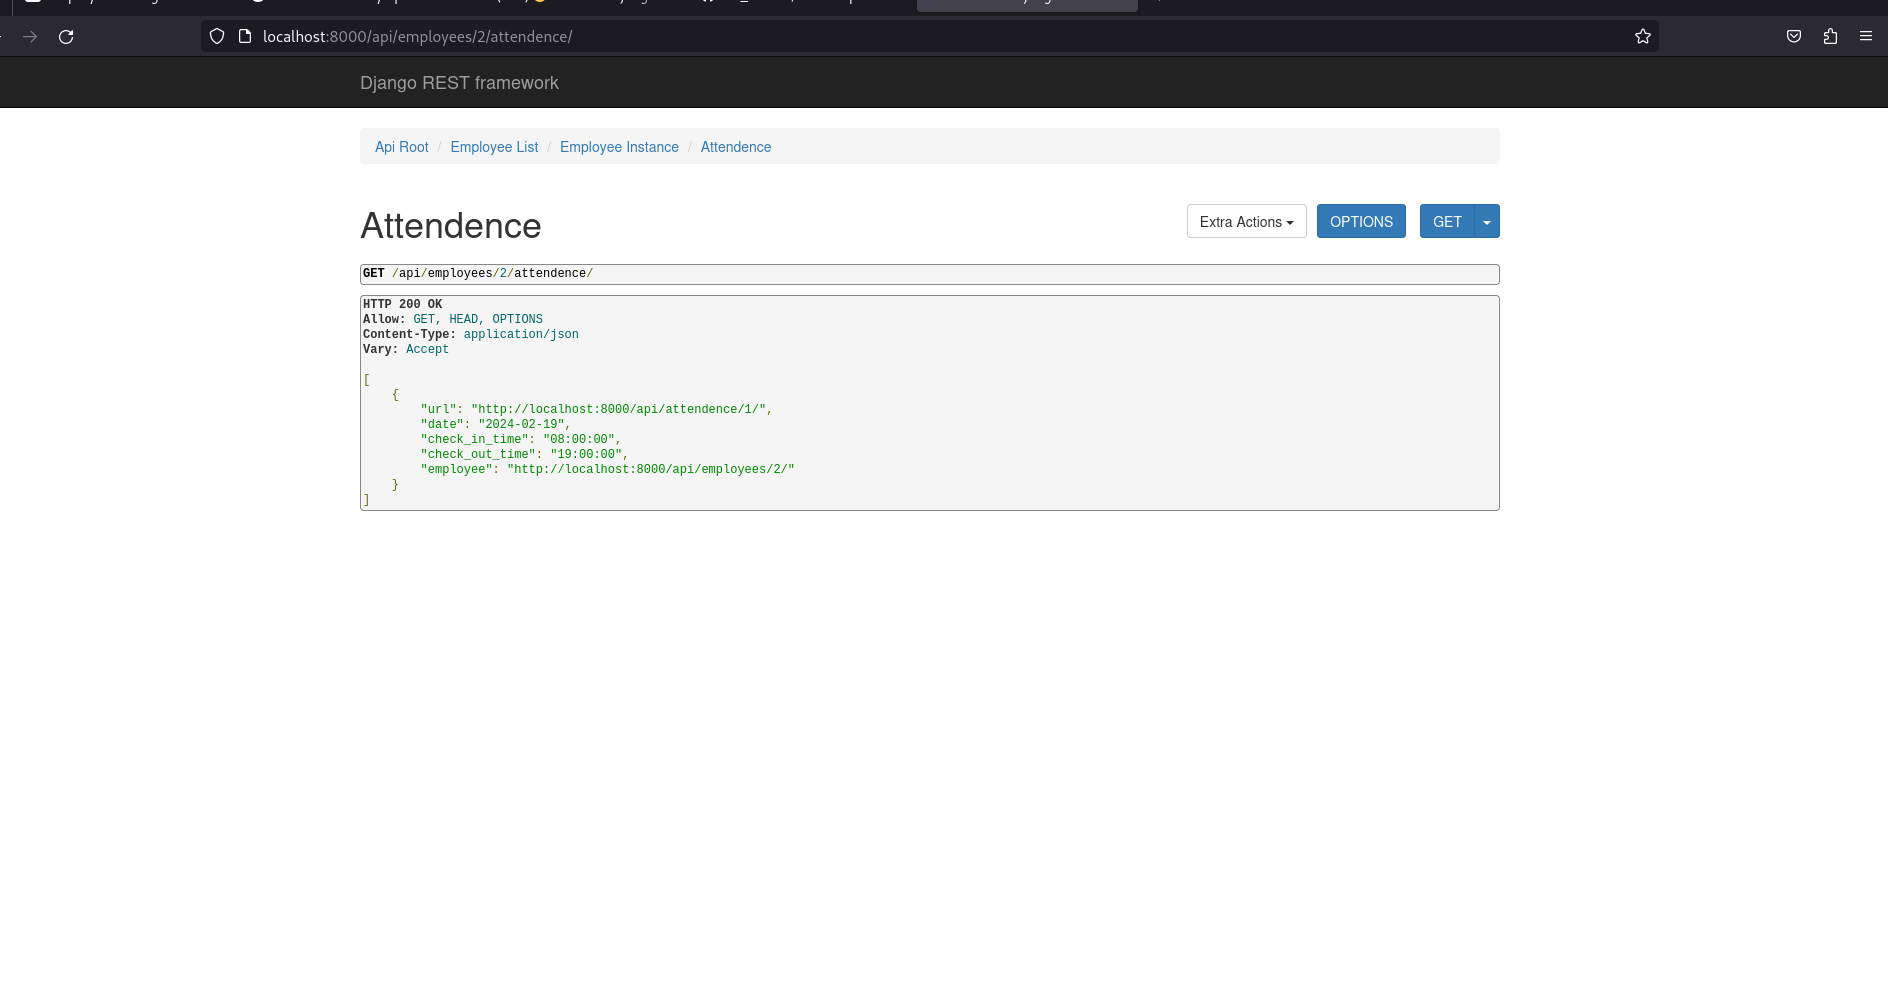 localhost:8000/api/employees/2/attendence/
Django REST framework
Api Root / Employee List / Employee Instance / Attendence
Attendence
Extra Actions OPTIONS GET
GET /api/employees/2/attendence/
HTTP 200 OK
Allow: GET, HEAD, OPTIONS
Content-Type: application/json
Vary: Accept
[
{
"url": "http://localhost:8000/api/attendence/1/",
"date": "2024-02-19",
"check_in_time": "08:00:00",
"check_out_time": "19:00:00",
"employee": "http://localhost:8000/api/employees/2/"
}
]